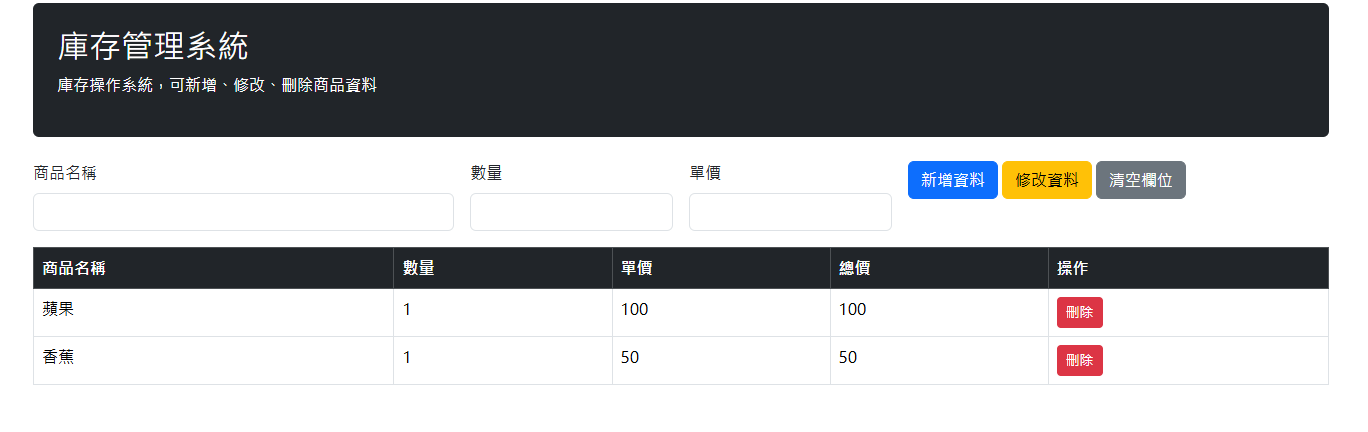 庫存管理系統
庫存操作系統，可新增、修改、刪除商品資料
商品名稱 數量 單價 新增資料 修改資料 清空欄位
商品名稱 數量 單價 總價 操作
蘋果 1 100 100 刪除
香蕉 1 50 50 刪除